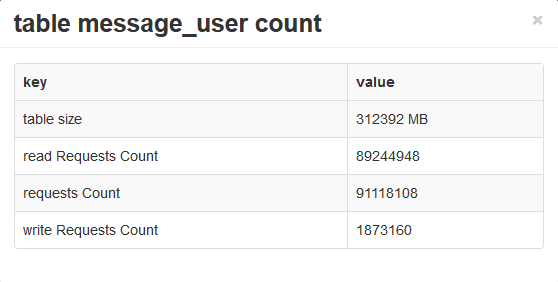 table message_user count
×
key value
table size 312392 MB
read Requests Count 89244948
requests Count 91118108
write Requests Count 1873160